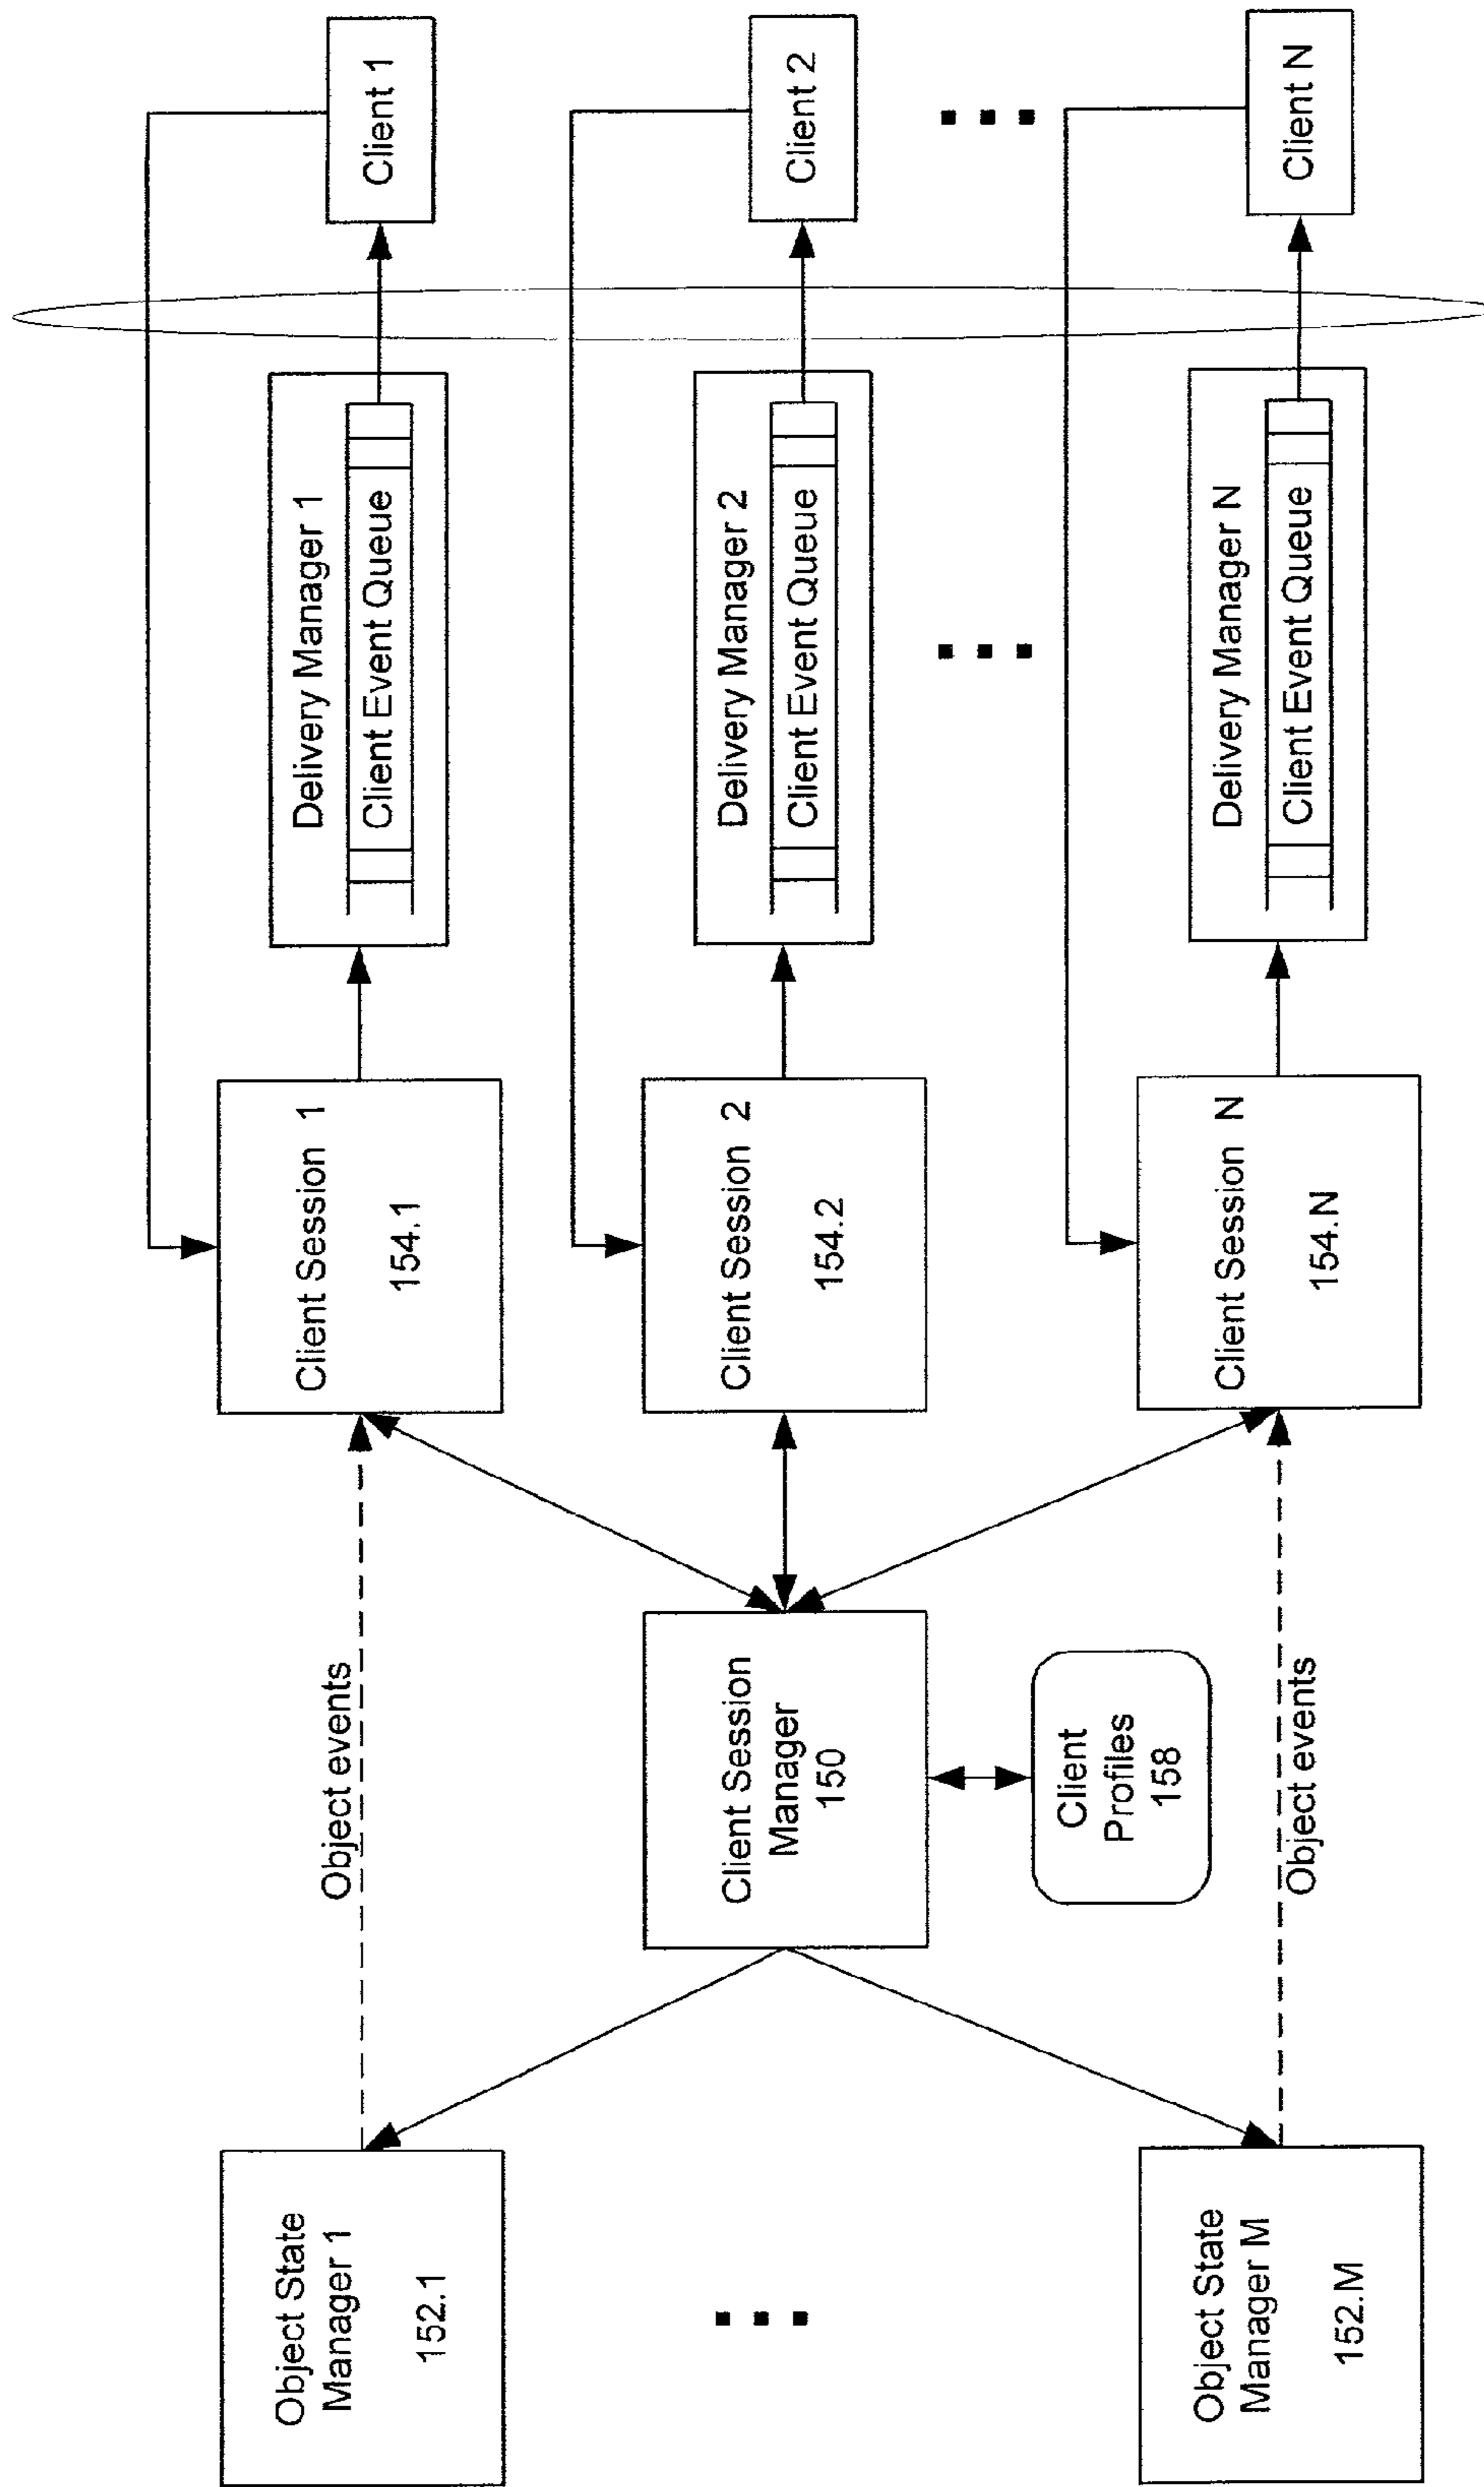 Object State
Manager 1
152.1
Object State
Manager M
152.M
Object events
Client Session
Manager
150
Client
Profiles
158
Object events
Client Session 1
154.1
Client Session 2
154.2
Client Session N
154.N
Delivery Manager 1
Client Event Queue
Delivery Manager 2
Client Event Queue
Delivery Manager N
Client Event Queue
Client 1
Client 2
Client N